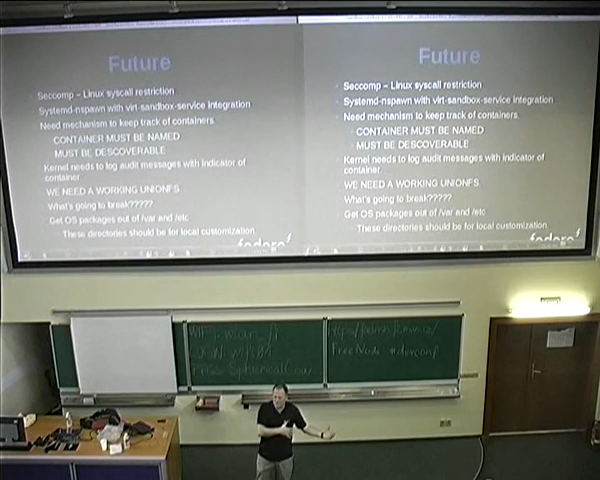 Future
Seccomp – Linux syscall restriction
Systemd-nspawn with virt-sandbox-service integration
Need mechanism to keep track of containers
CONTAINER MUST BE NAMED
MUST BE DESCOVERABLE
Kernel needs to log audit messages with indicator of
container
WE NEED A WORKING UNIONFS
What's going to break?????
Get OS packages out of /var and /etc
These directories should be for local customization
fedora
Future
Seccomp – Linux syscall restriction
Systemd-nspawn with virt-sandbox-service integration
Need mechanism to keep track of containers
CONTAINER MUST BE NAMED
MUST BE DESCOVERABLE
Kernel needs to log audit messages with indicator of
container
WE NEED A WORKING UNIONFS
What's going to break?????
Get OS packages out of /var and /etc
These directories should be for local customization
fedora
FreeNode #devconf